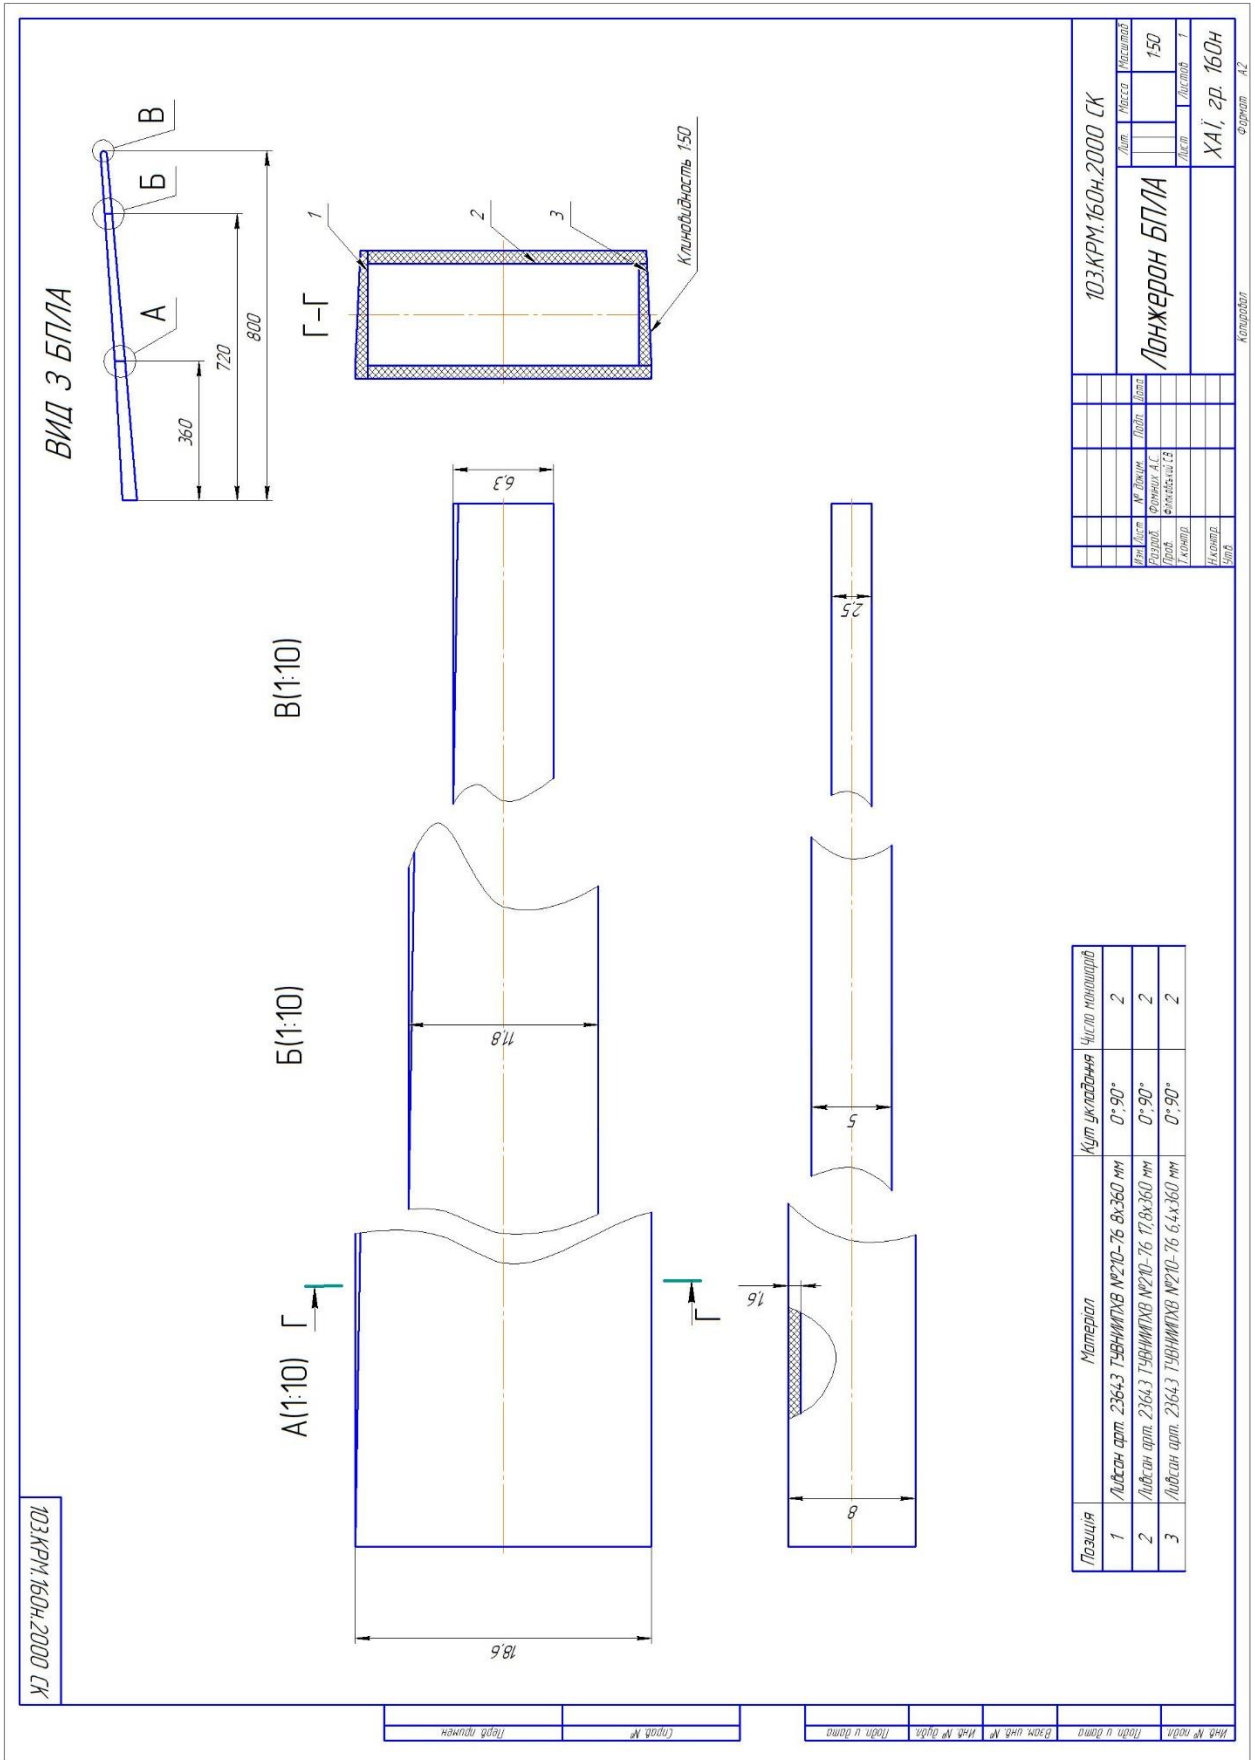 103.КРМ.160н.2000 СК
ВИД З БПЛА
А
Б
В
360
720
800
А(1:10)
Б(1:10)
В(1:10)
Г-Г
1
2
3
Клиновидность 150
Г
Г
18,6
11,8
6,3
1,6
8
5
2,5
Позиція Матеріал Кут укладання Число моношарів
1 Лавсан арт. 23643 ТУВНИИПХВ №210-76 8х360 мм 0°,90° 2
2 Лавсан арт. 23643 ТУВНИИПХВ №210-76 17,8х360 мм 0°,90° 2
3 Лавсан арт. 23643 ТУВНИИПХВ №210-76 6,4х360 мм 0°,90° 2
103.КРМ.160н.2000 СК
Изм. Лист № докум. Подп. Дата
Разраб. Фоминих А.С.
Пров.
Т.контр.
Н.контр.
Утв.
Лонжерон БПЛА
Лит. Масса Масштаб
150
Лист Листов 1
ХАІ, гр. 160н
Копировал Формат А2
Перв. примен.
Справ. №
Подп. и дата
Инв. № дубл.
Взам. инв. №
Подп. и дата
Инв. № подл.